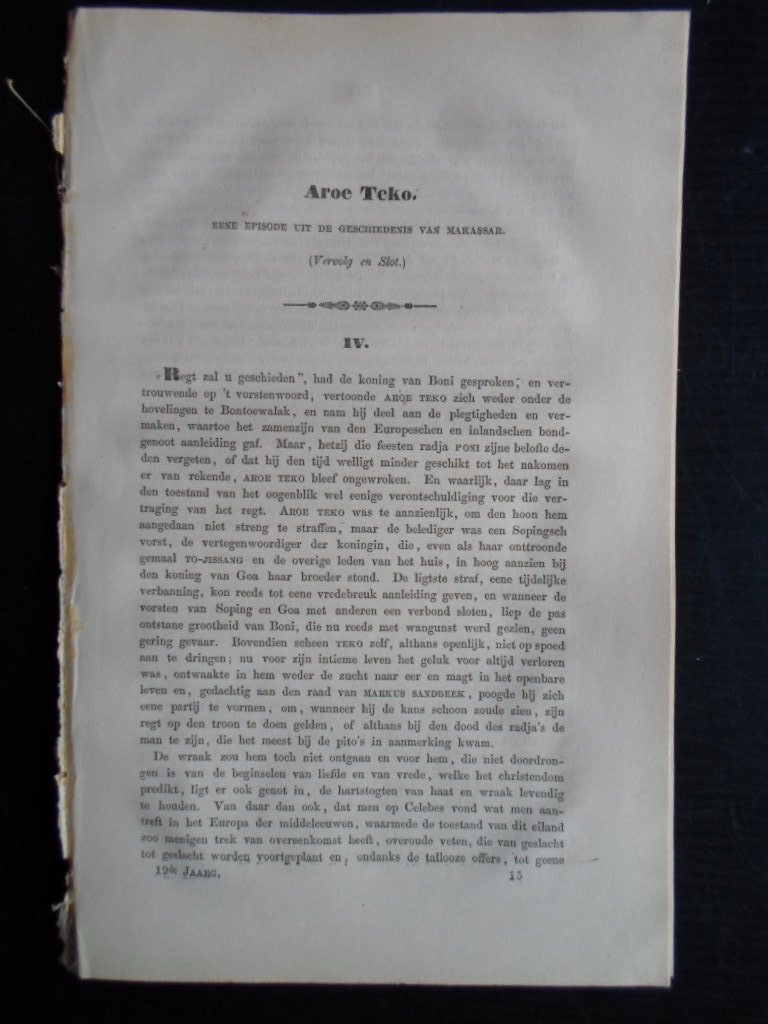 Aroe Teko.
EENE EPISODE UIT DE GESCHIEDENIS VAN MAKASSAR.
(Vervolg en Slot.)
IV.
„Regt zal u geschieden”, had de koning van Boni gesproken; en ver-
trouwende op 't vorstenwoord, vertoonde AROE TEKO zich weder onder de
hovelingen te Bontoewalak, en nam hij deel aan de plegtigheden en ver-
maken, waartoe het zamenzijn van den Europeschen en inlandschen bond-
genoot aanleiding gaf. Maar, hetzij die feesten radja PONI zijne belofte de-
den vergeten, of dat hij den tijd welligt minder geschikt tot het nakomen
er van rekende, AROE TEKO bleef ongewroken. En waarlijk, daar lag in
den toestand van het oogenblik wel eenige verontschuldiging voor die ver-
traging van het regt. AROE TEKO was te aanzienlijk, om den hoon hem
aangedaan niet streng te straffen, maar de belediger was een Sopingsch
vorst, de vertegenwoordiger der koningin, die, even als haar onttroonde
gemaal TO-JISSANG en de overige leden van het huis, in hoog aanzien bij
den koning van Goa haar broeder stond. De ligtste straf, eene tijdelijke
verbanning, kon reeds tot eene vredebreuk aanleiding geven, en wanneer de
vorsten van Soping en Goa met anderen een verbond sloten, liep de pas
ontstane grootheid van Boni, die nu reeds met wangunst werd gezien, geen
gering gevaar. Bovendien scheen TEKO zelf, althans openlijk, niet op spoed
aan te dringen; nu voor zijn intieme leven het geluk voor altijd verloren
was, ontwaakte in hem weder de zucht naar eer en magt in het openbare
leven en, gedachtig aan den raad van MARKUS SANDBEEK, poogde hij zich
eene partij te vormen, om, wanneer hij de kans schoon zoude zien, zijn
regt op den troon te doen gelden, of althans bij den dood des radja's de
man te zijn, die het meest bij de pito's in aanmerking kwam.
De wraak zou hem toch niet ontgaan en voor hem, die niet doordron-
gen is van de beginselen van liefde en van vrede, welke het christendom
predikt, ligt er ook genot in, de hartstogten van haat en wraak levendig
te houden. Van daar dan ook, dat men op Celebes vond wat men aan-
treft in het Europa der middeleeuwen, waarmede de toestand van dit eiland
zoo menigen trek van overeenkomst heeft, overoude veten, die van geslacht
tot geslacht worden voortgeplant en, ondanks de tallooze offers, tot geene
19de JAARG. 15